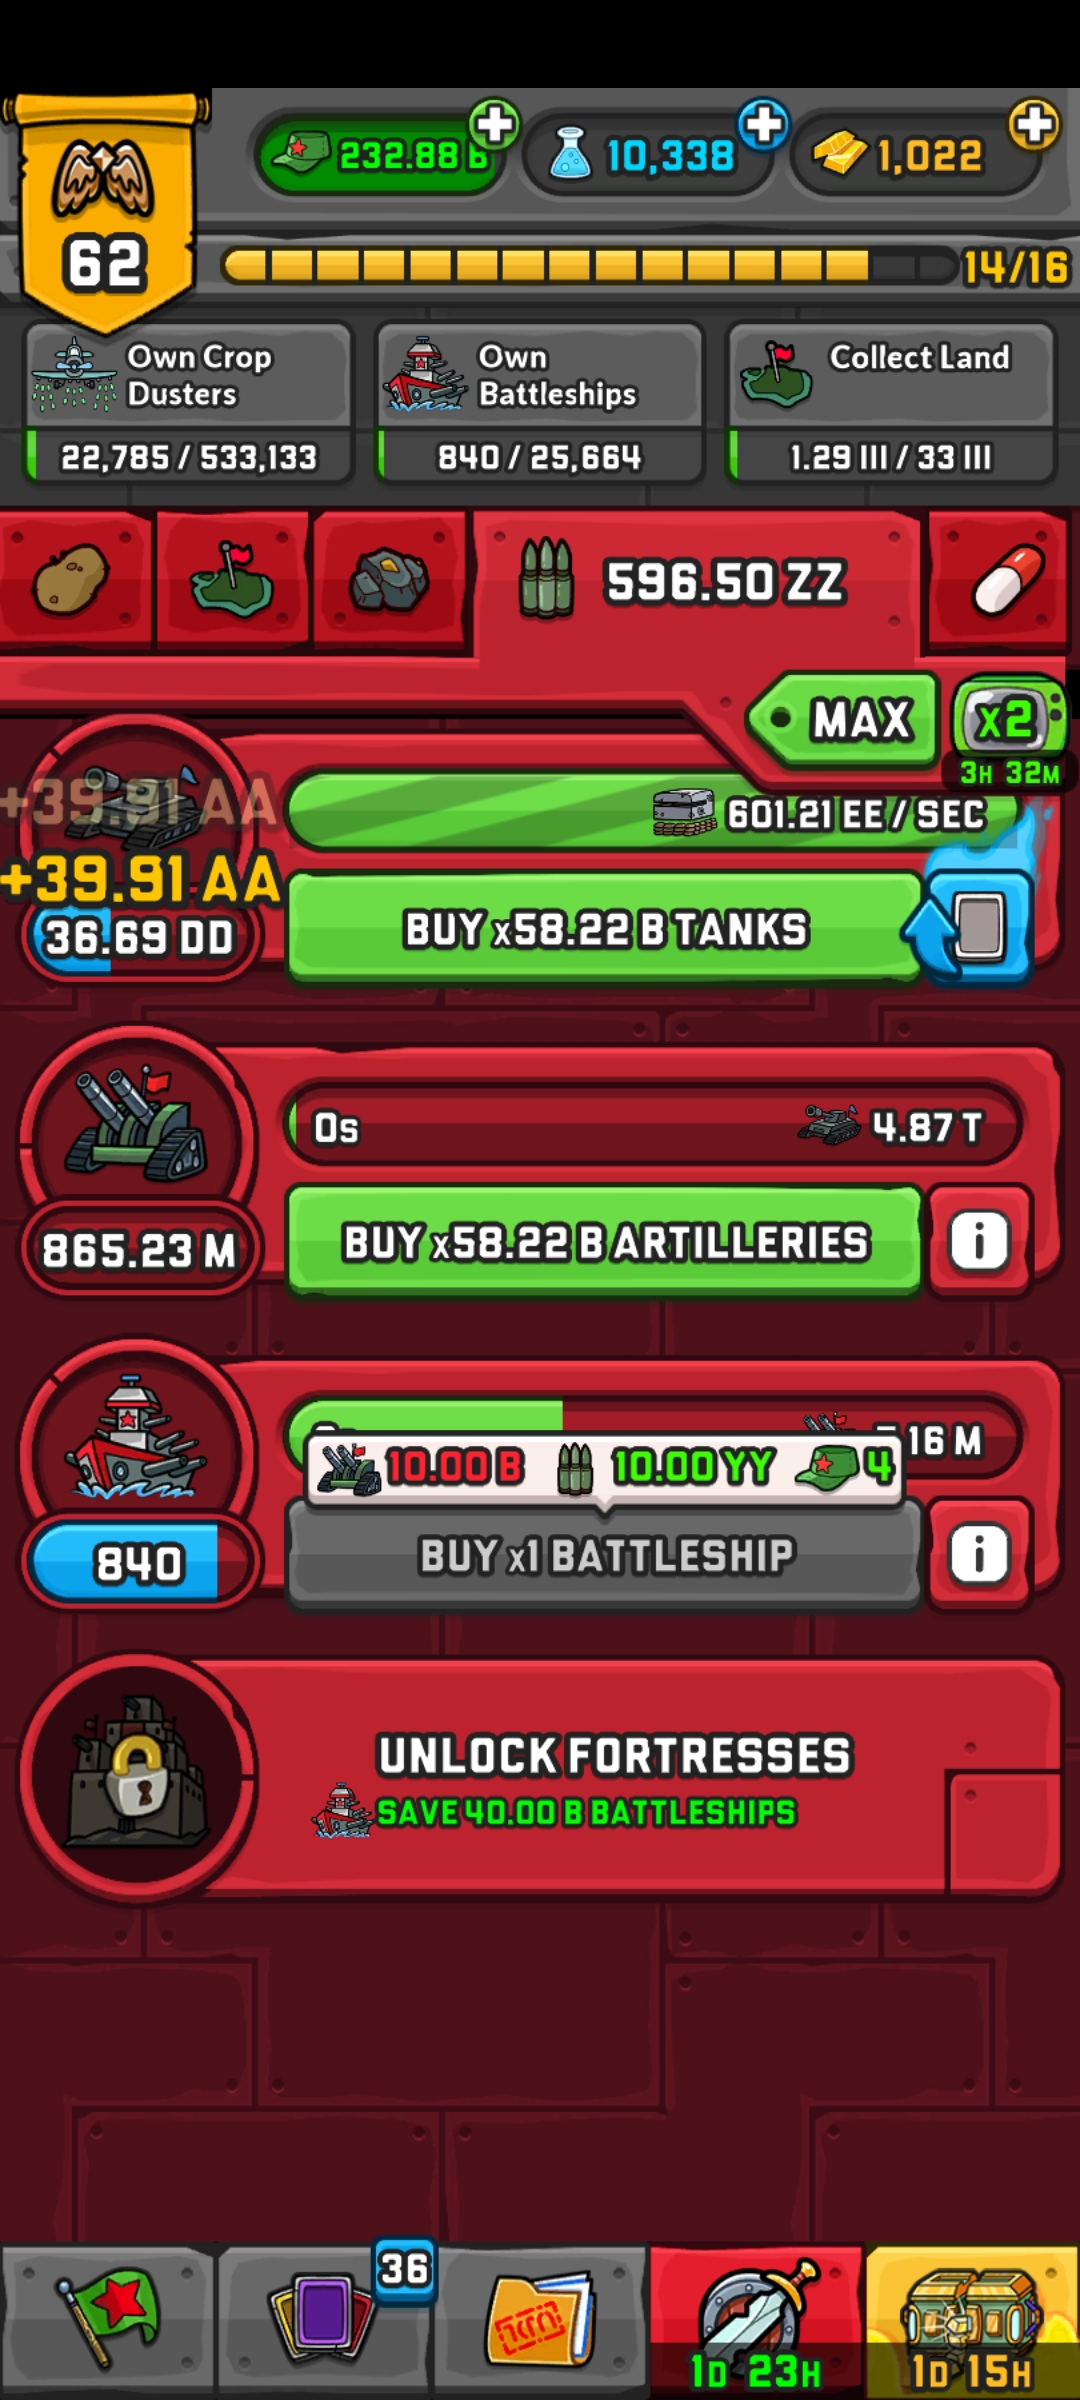 62
232.88 B
10,338
1,022
14/16
Own Crop
Dusters
22,785 / 533,133
Own
Battleships
840 / 25,664
Collect Land
1.29 III / 33 III
596.50 ZZ
MAX
X2
3H 32M
+39.91 AA
601.21 EE / SEC
+39.91 AA
36.69 DD
BUY x58.22 B TANKS
0s
4.87 T
865.23 M
BUY x58.22 B ARTILLERIES
i
16 M
10.00 B
10.00 YY
4
840
BUY x1 BATTLESHIP
i
UNLOCK FORTRESSES
SAVE 40.00 B BATTLESHIPS
36
1D 23H
1D 15H